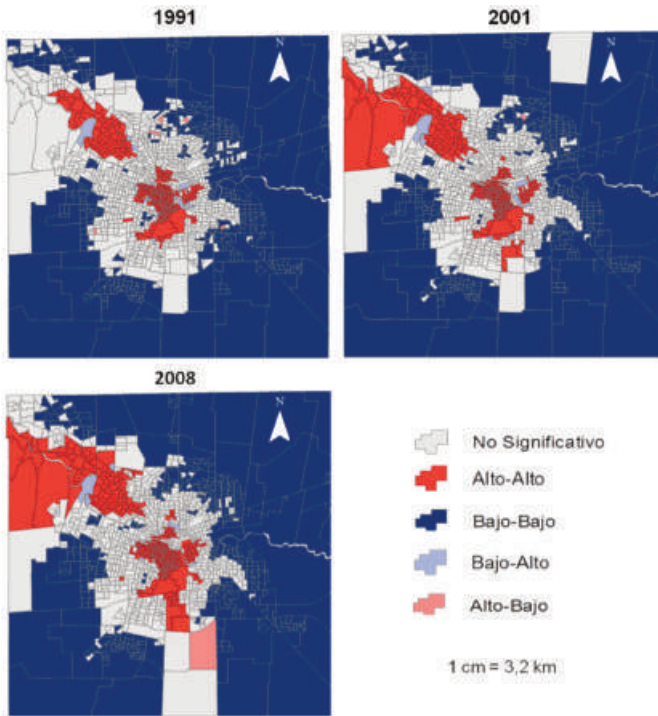 1991
2001
N
N
2008
N
No Significativo
Alto-Alto
Bajo-Bajo
Bajo-Alto
Alto-Bajo
1 cm = 3,2 km